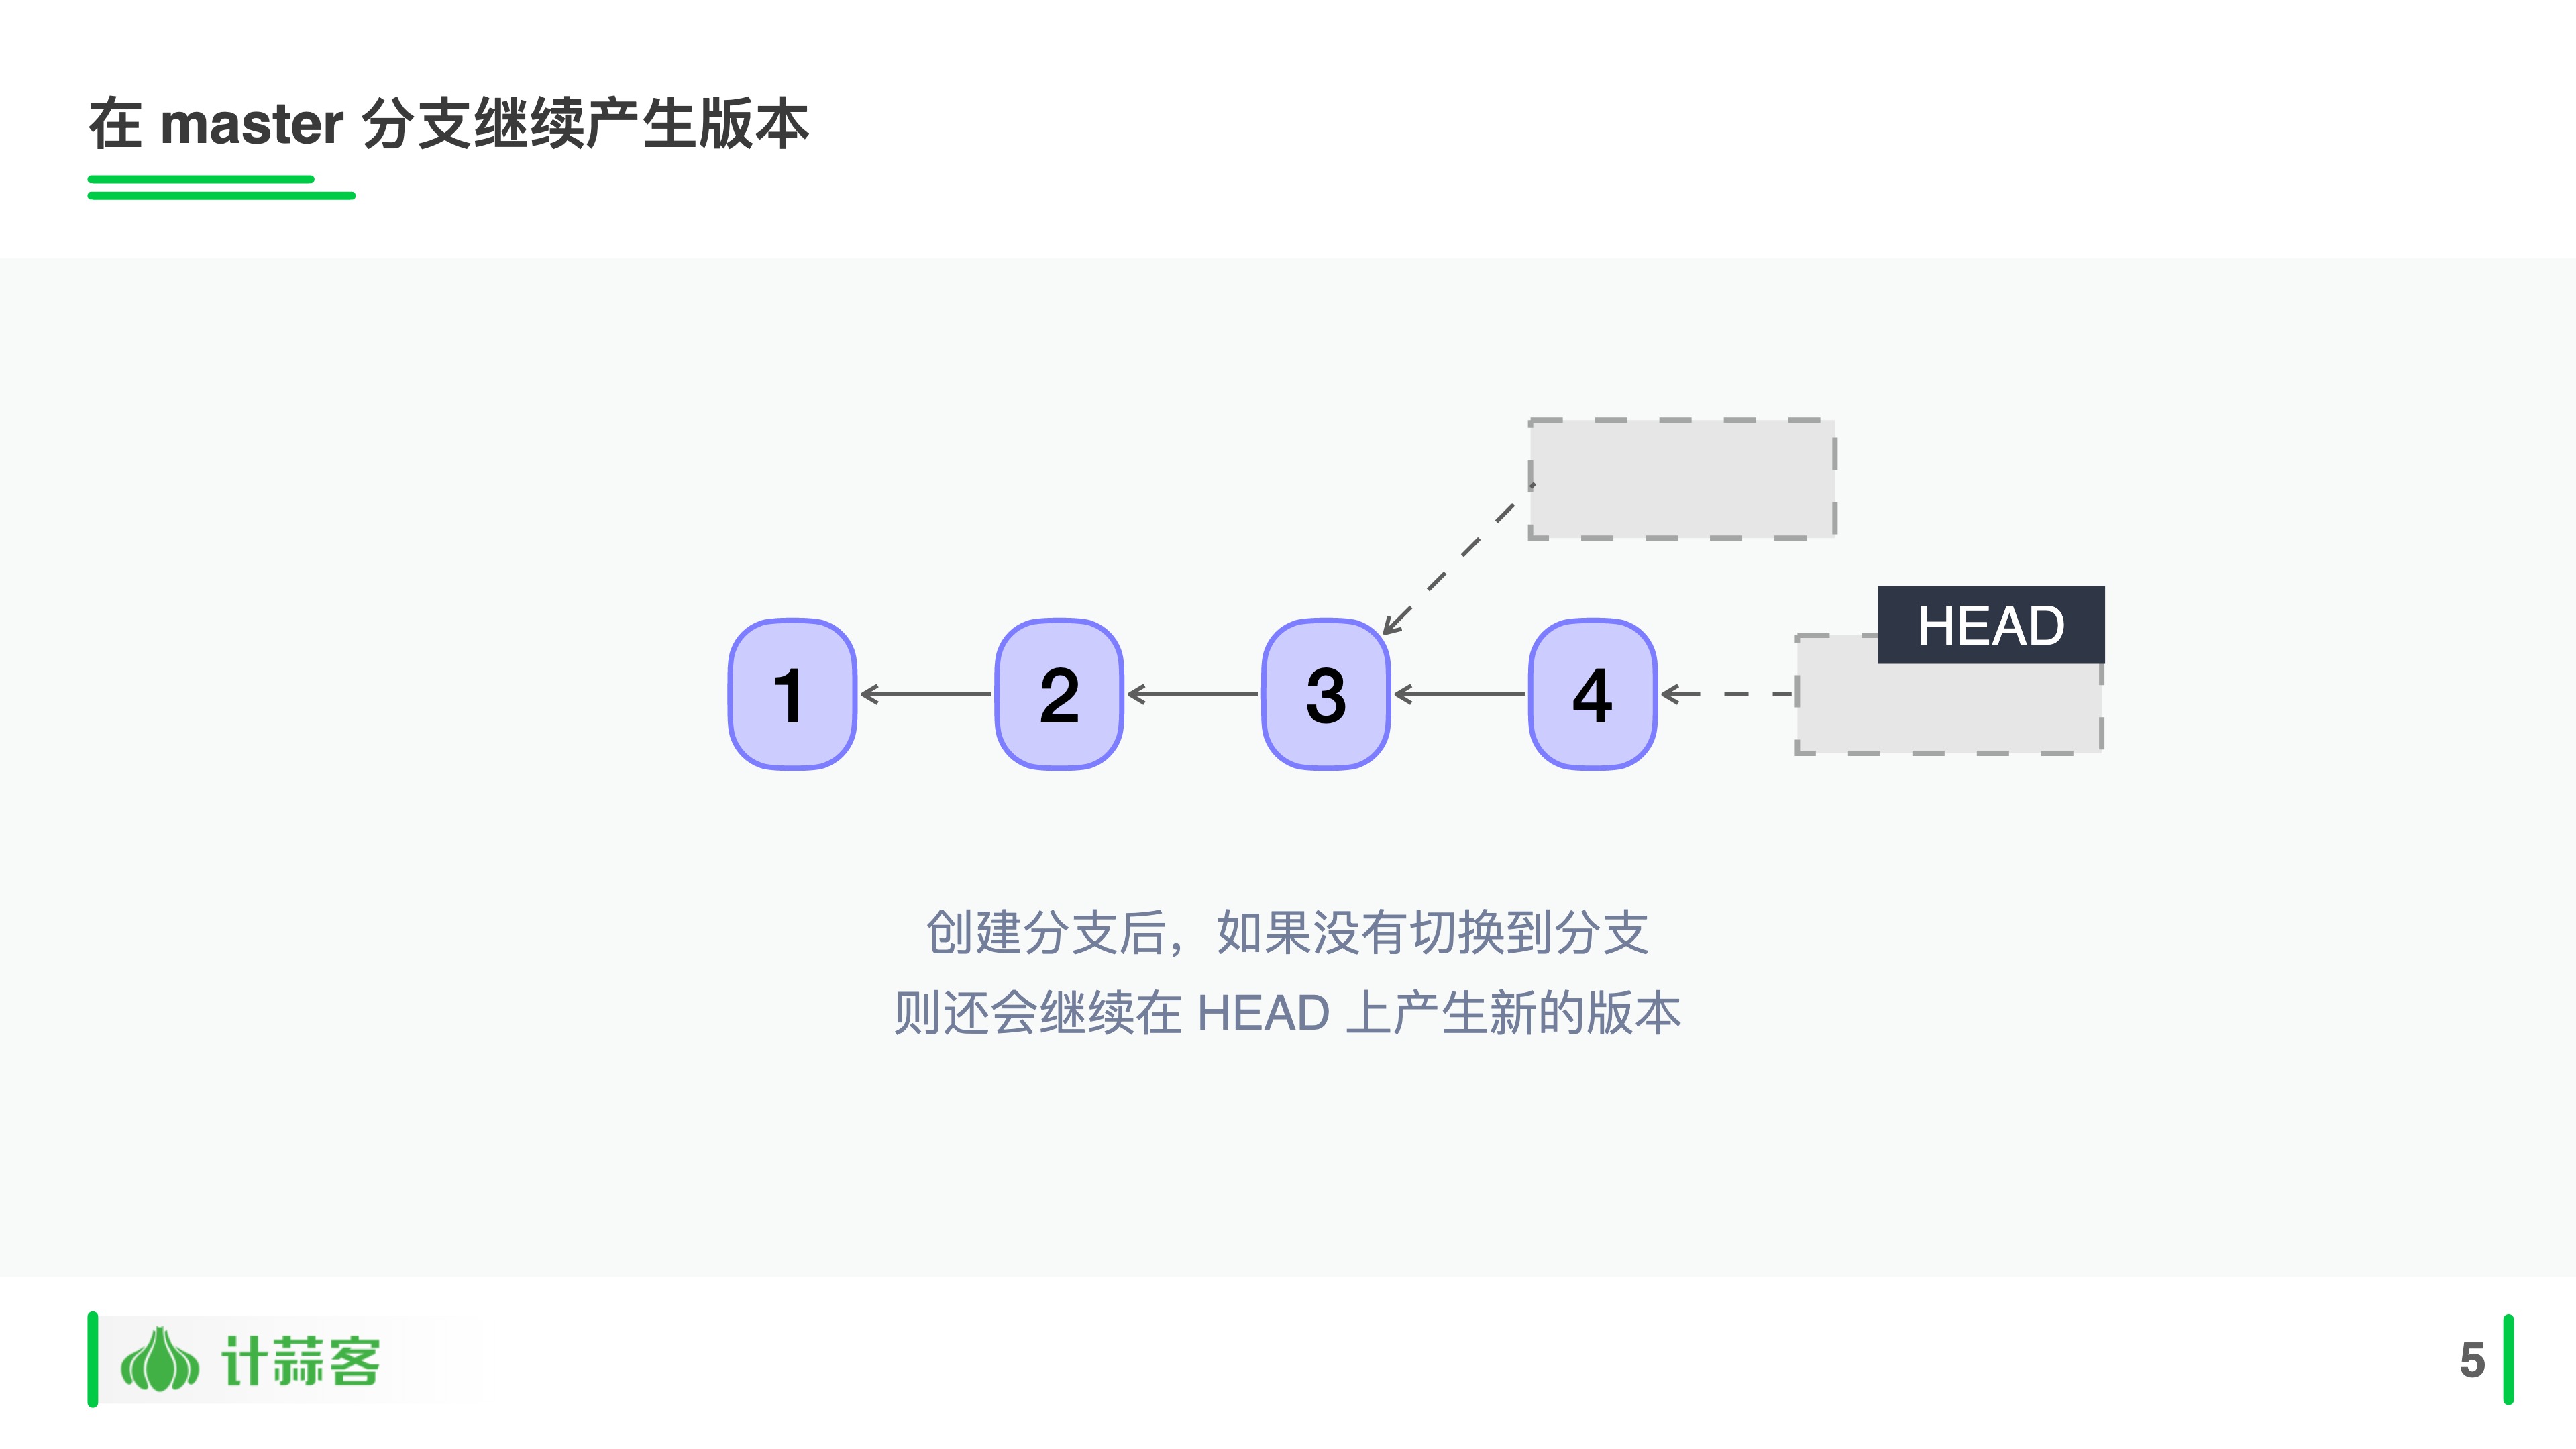 在 master 分支继续产生版本
HEAD
1
2
3
4
创建分支后，如果没有切换到分支
则还会继续在 HEAD 上产生新的版本
计蒜客
5